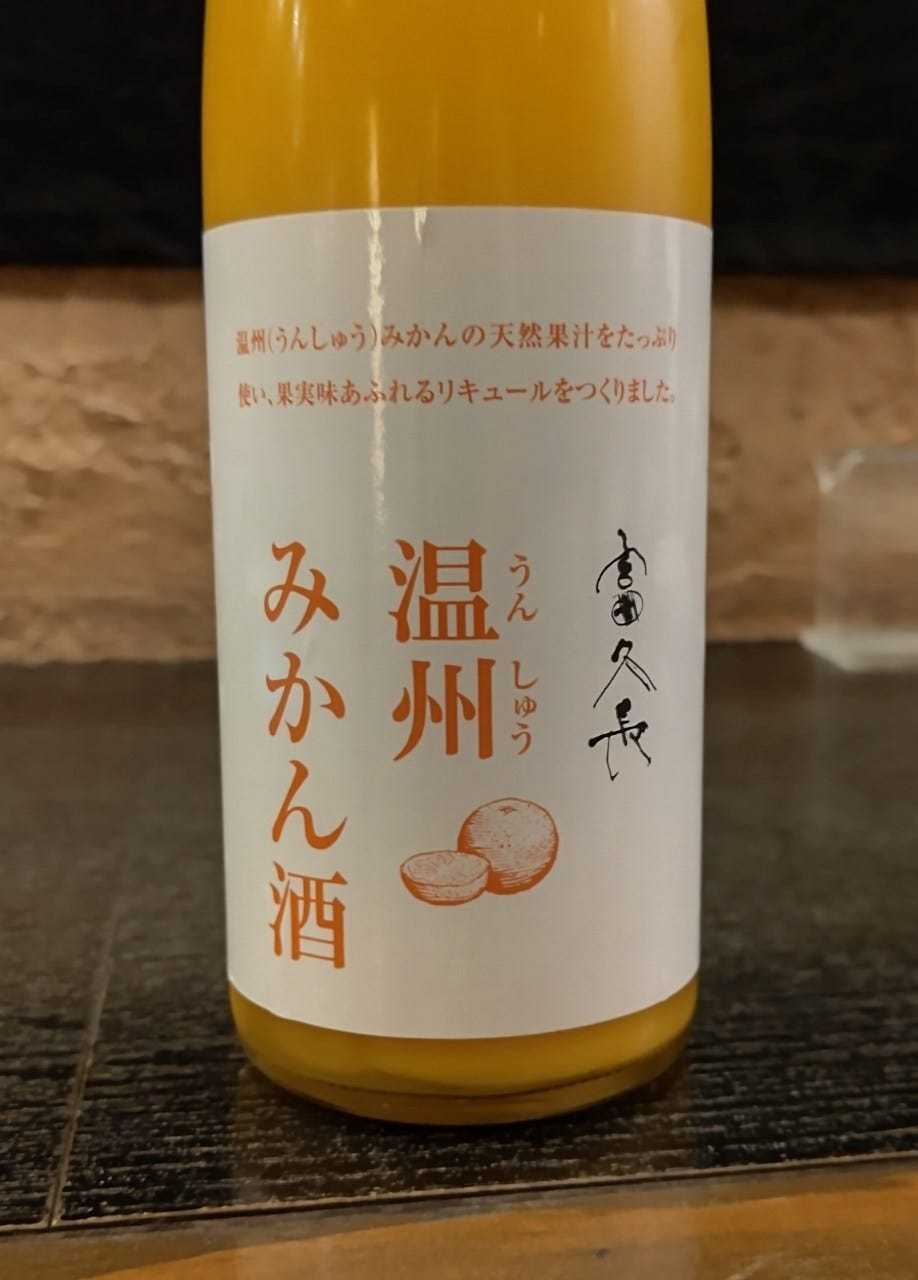 温州(うんしゅう)みかんの天然果汁をたっぷり
使い、果実味あふれるリキュールをつくりました。
富久長
うんしゅう
温州
みかん酒